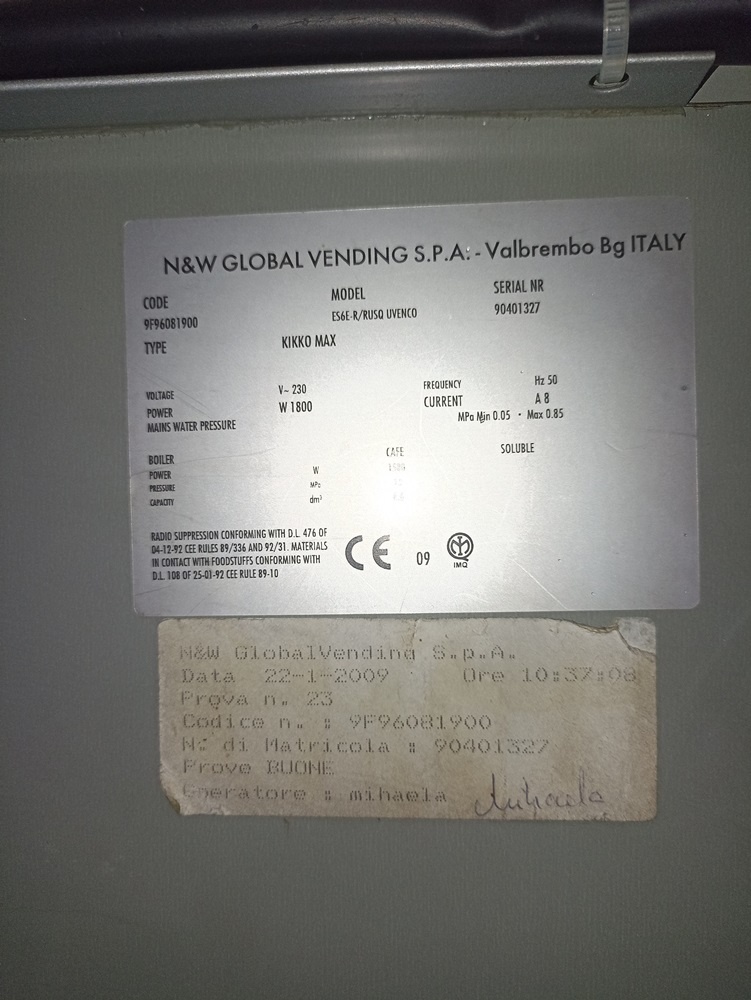 N&W GLOBAL VENDING S.P.A.: - Valbrembo Bg ITALY
CODE MODEL SERIAL NR
9F96081900 ES6E-R/RUSQ UVENCO 90401327
TYPE KIKKO MAX
VOLTAGE V~ 230 FREQUENCY Hz 50
POWER W 1800 CURRENT A 8
MAINS WATER PRESSURE MPa Min 0.05 • Max 0.85
BOILER CAFE SOLUBLE
POWER W
PRESSURE MPa
CAPACITY dm³
RADIO SUPPRESSION CONFORMING WITH D.L. 476 OF
04-12-92 CEE RULES 89/336 AND 92/31. MATERIALS
IN CONTACT WITH FOODSTUFFS CONFORMING WITH
D.L. 108 OF 25-01-92 CEE RULE 89-10
CE 09 IMQ
N&W GlobalVending S.p.A.
Data 22-1-2009 Ore 10:37:08
Prova n. 23
Codice n. : 9F96081900
N. di Matricola : 90401327
Prove BUONE
Operatore : mihaela Mihaela